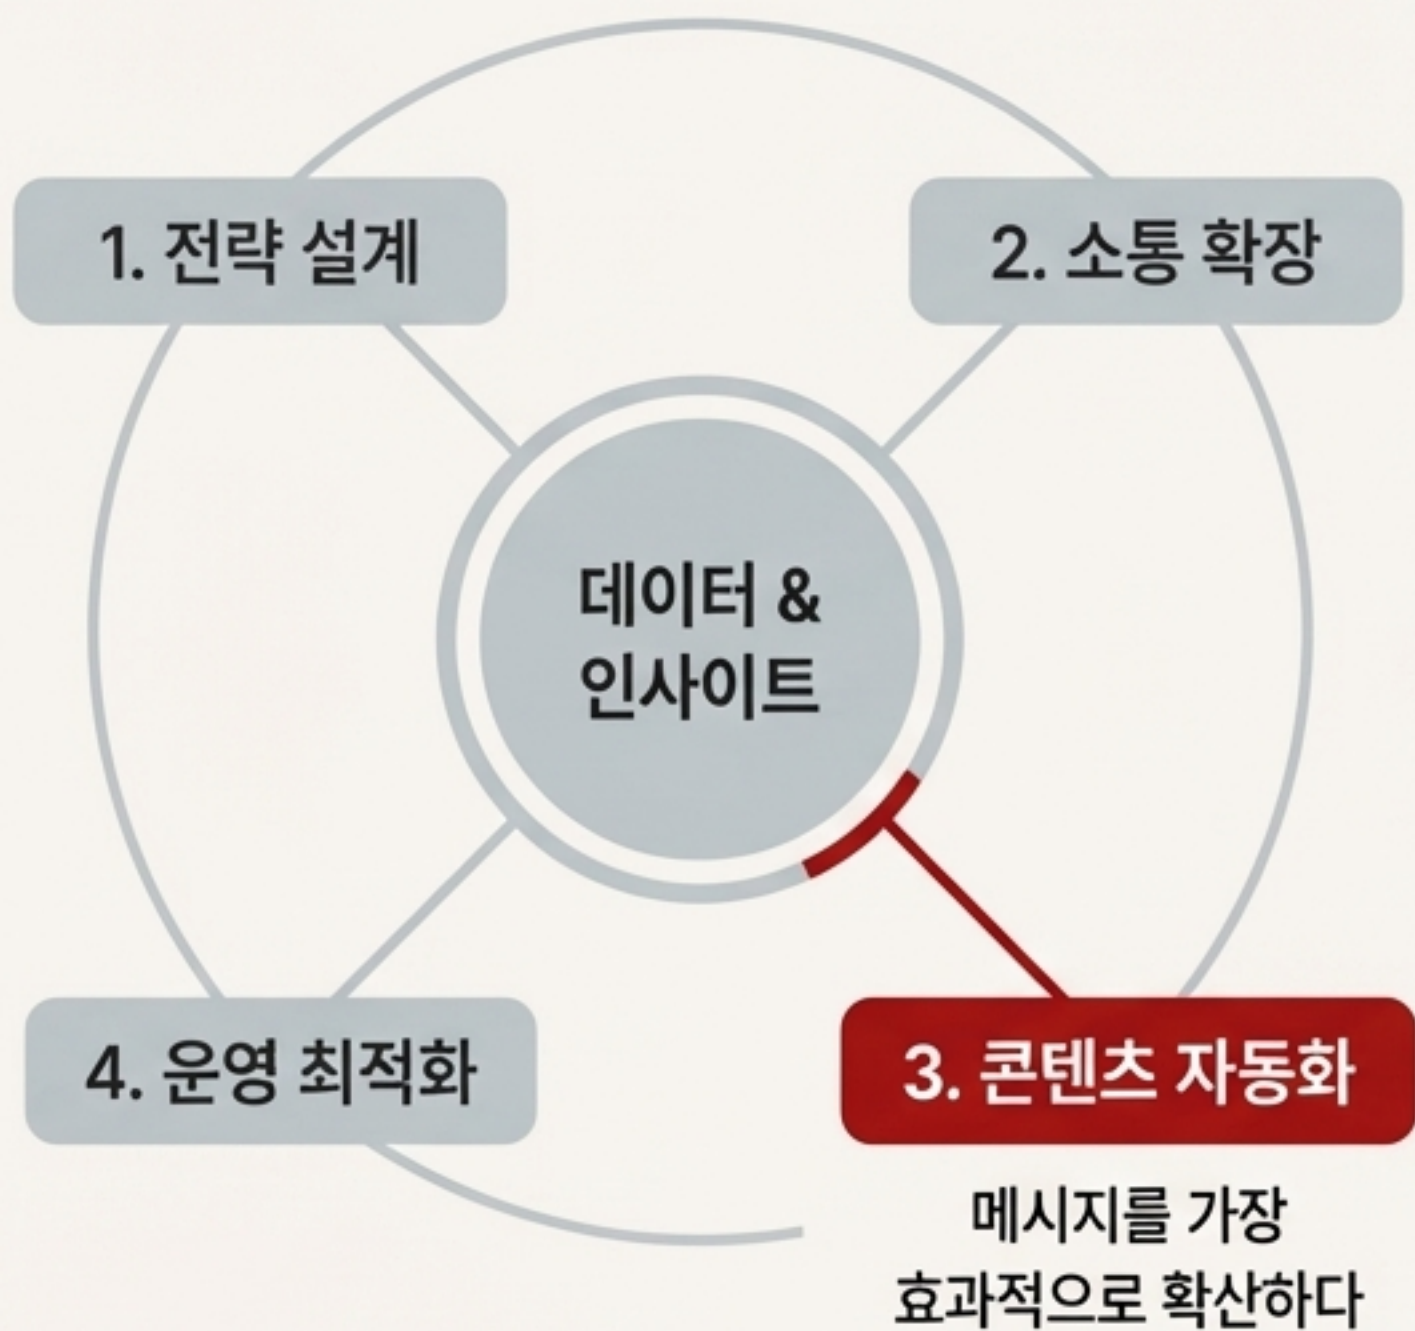 1. 전략 설계
2. 소통 확장
데이터 &
인사이트
4. 운영 최적화
3. 콘텐츠 자동화
메시지를 가장
효과적으로 확산하다